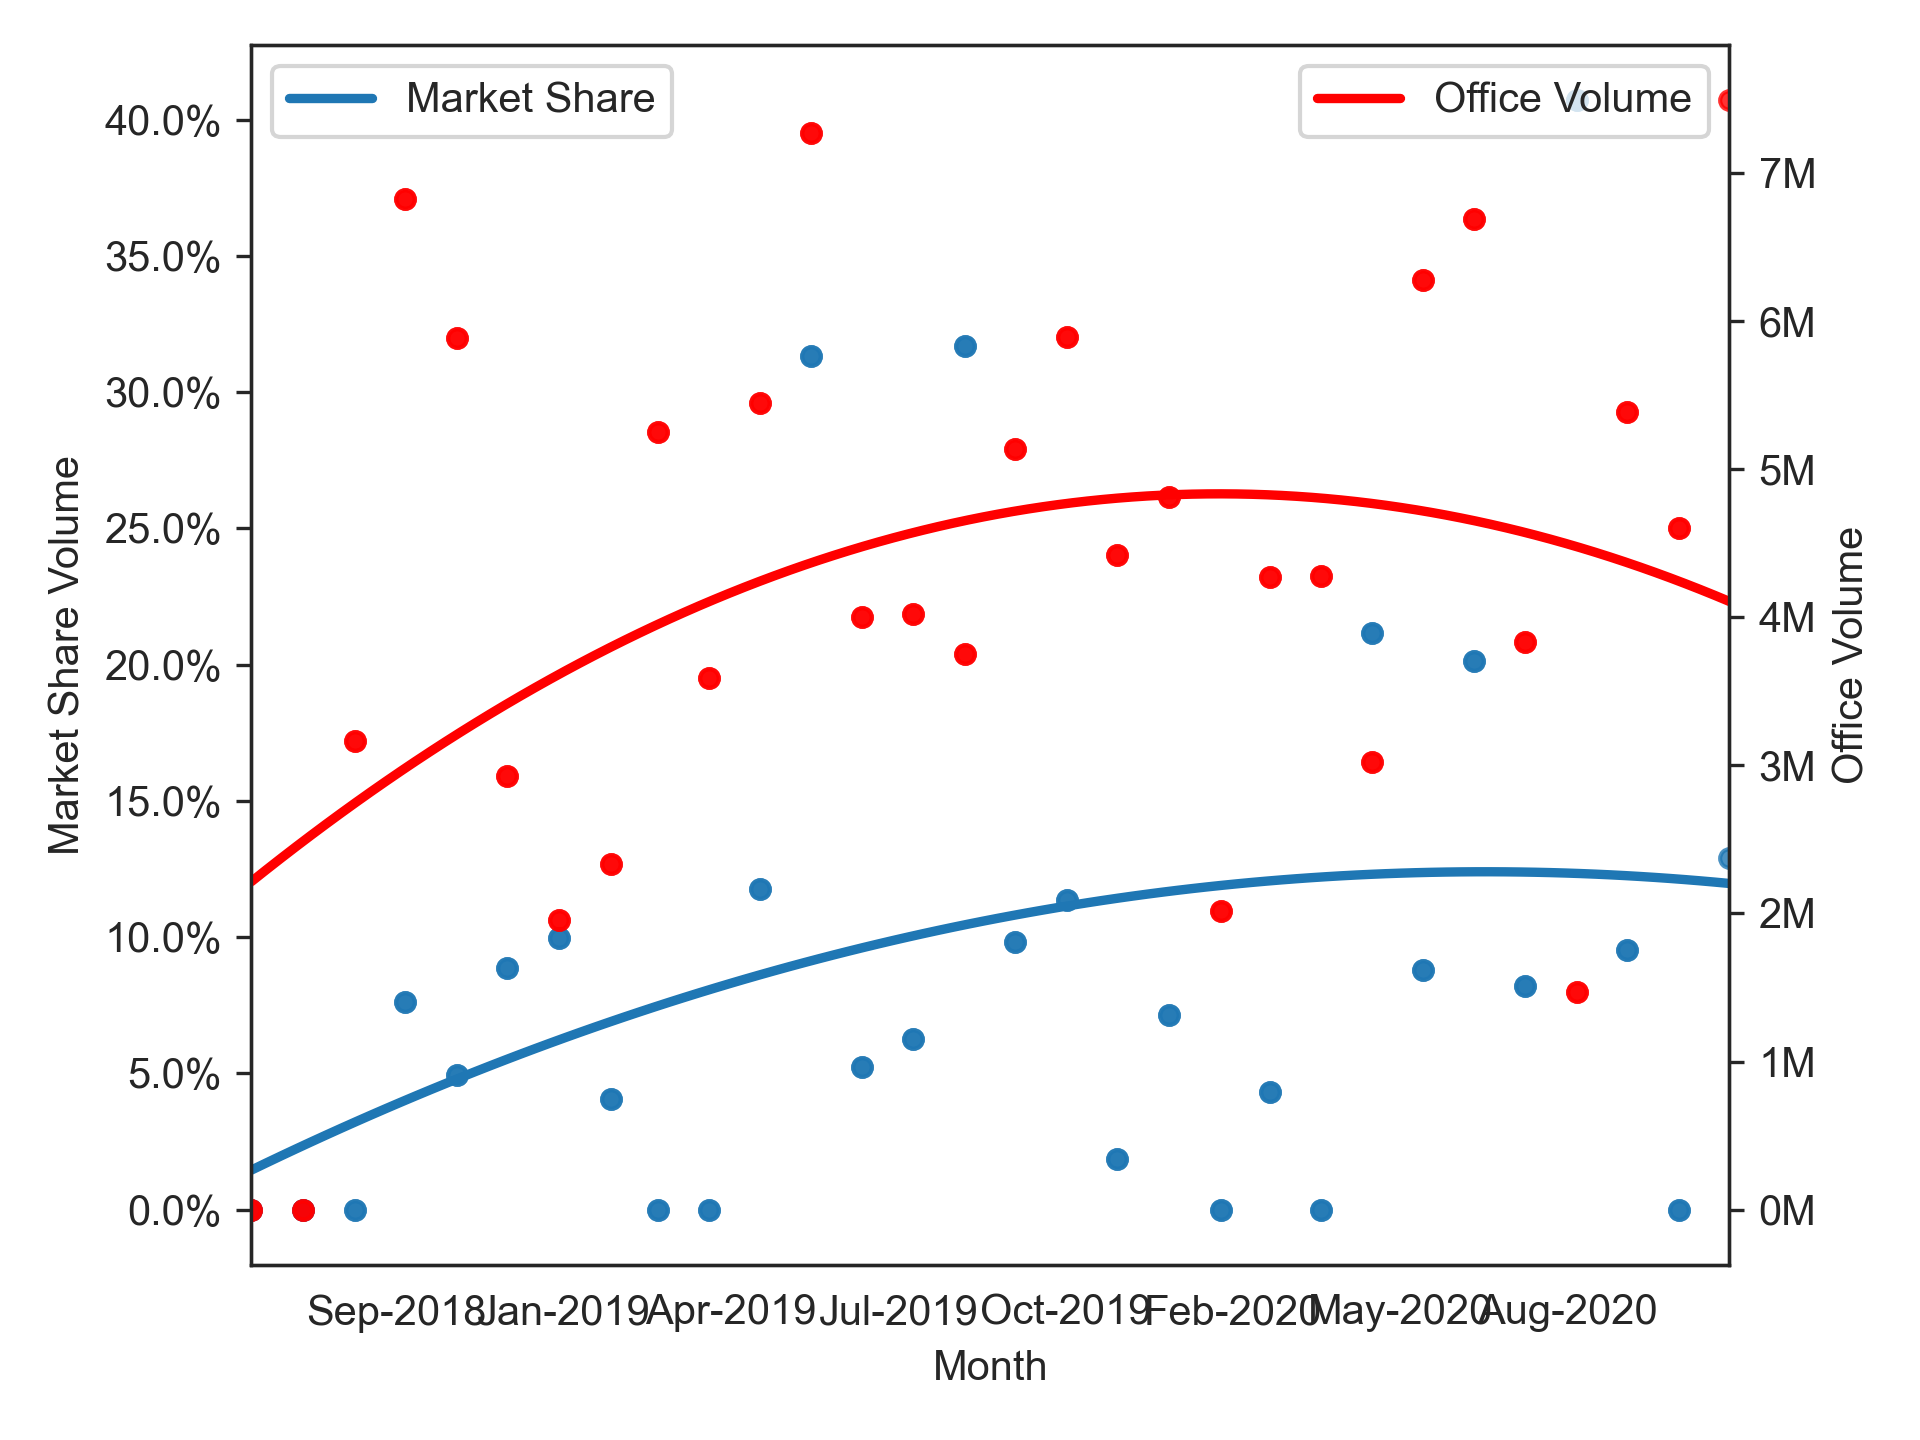 Market Share
Office Volume
40.0%
35.0%
30.0%
25.0%
20.0%
15.0%
10.0%
5.0%
0.0%
Market Share Volume
7M
6M
5M
4M
3M
2M
1M
0M
Office Volume
Sep-2018 Jan-2019 Apr-2019 Jul-2019 Oct-2019 Feb-2020 May-2020 Aug-2020
Month